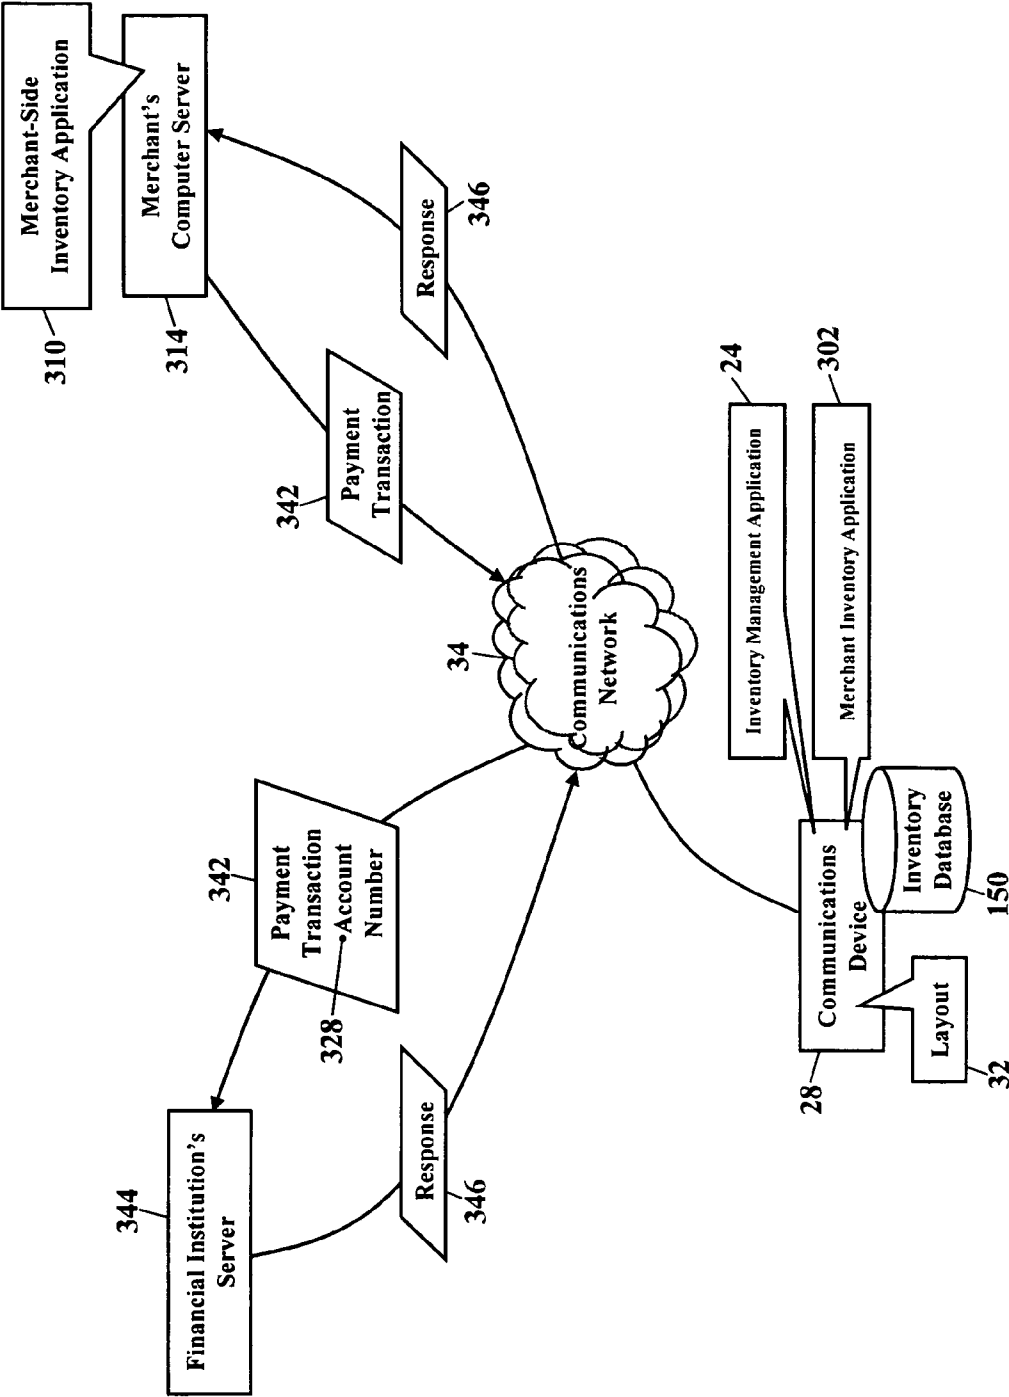 Merchant-Side
Inventory Application
310
Merchant's
Computer Server
314
Response
346
Payment
Transaction
342
34
Communications
Network
342
Payment
Transaction
•Account
Number
328
344
Financial Institution's
Server
Response
346
24
Inventory Management Application
302
Merchant Inventory Application
Communications
Device
28
Inventory
Database
150
Layout
32